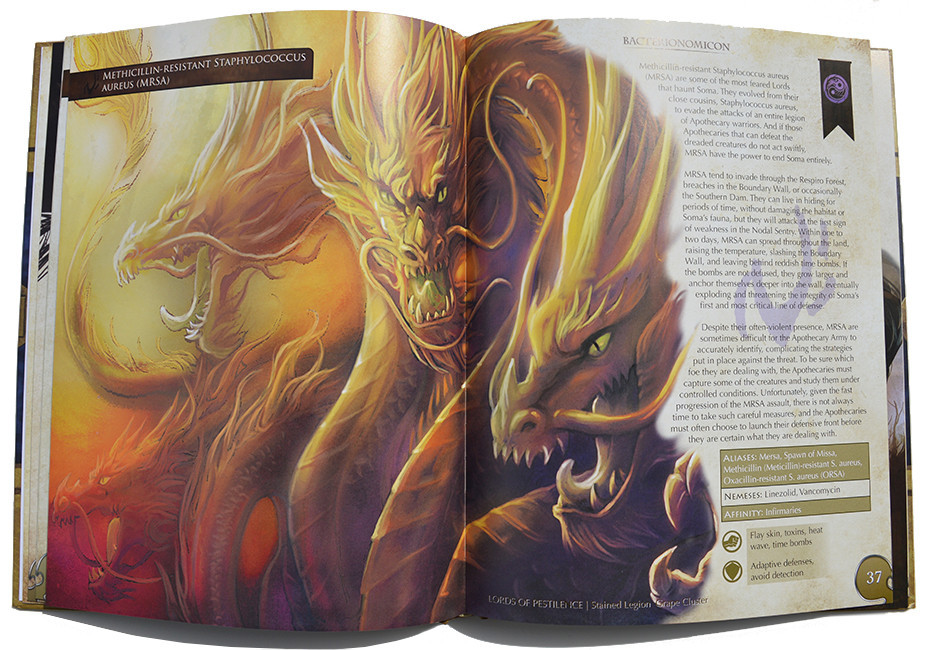 METHICILLIN-RESISTANT STAPHYLOCOCCUS
AUREUS (MRSA)
BACTERIONOMICON
Methicillin-resistant Staphylococcus aureus
(MRSA) are some of the most feared Lords
that haunt Soma. They evolved from their
close cousins, Staphylococcus aureus,
to evade the attacks of an entire legion
of Apothecary warriors. And if those
Apothecaries that can defeat the
dreaded creatures do not act swiftly,
MRSA have the power to end Soma entirely.
MRSA tend to invade through the Respiro Forest,
breaches in the Boundary Wall, or occasionally
the Southern Dam. They can live in hiding for
periods of time, without damaging the habitat or
Soma's fauna, but they will attack at the first sign
of weakness in the Nodal Sentry. Within one to
two days, MRSA can spread throughout the land,
raising the temperature, slashing the Boundary
Wall, and leaving behind reddish time bombs. If
the bombs are not defused, they grow larger and
anchor themselves deeper into the wall, eventually
exploding and threatening the integrity of Soma's
first and most critical line of defense.
Despite their often-violent presence, MRSA are
sometimes difficult for the Apothecary Army to
accurately identify, complicating the strategies
put in place against the threat. To be sure which
foe they are dealing with, the Apothecaries must
capture some of the creatures and study them under
controlled conditions. Unfortunately, given the fast
progression of the MRSA assault, there is not always
time to take such careful measures, and the Apothecaries
must often choose to launch their defensive front before
they are certain what they are dealing with.
ALIASES: Mersa, Spawn of Missa,
Methicillin (Meticillin)-resistant S. aureus,
Oxacillin-resistant S. aureus (ORSA)
NEMESES: Linezolid, Vancomycin
AFFINITY: Infirmaries
Flay skin, toxins, heat
wave, time bombs
Adaptive defenses,
avoid detection
LORDS OF PESTILENCE | Stained Legion Grape Cluster
37